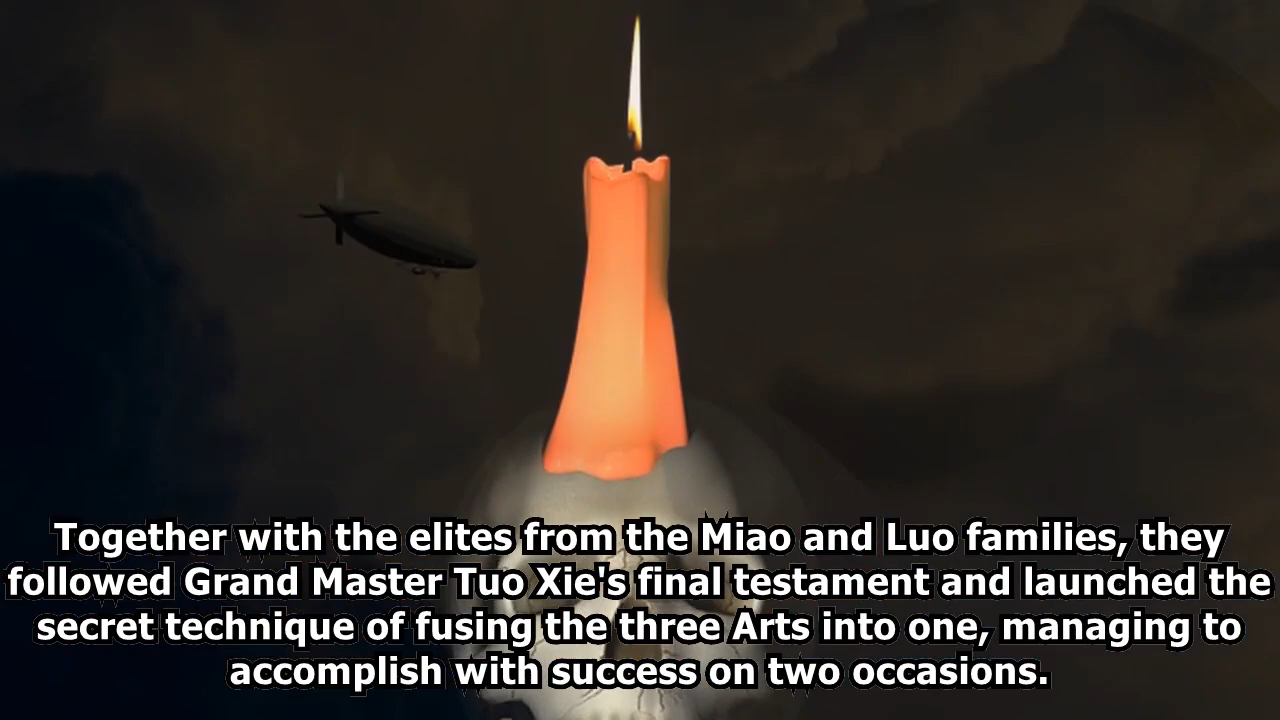 Together with the elites from the Miao and Luo families, they
followed Grand Master Tuo Xie's final testament and launched the
secret technique of fusing the three Arts into one, managing to
accomplish with success on two occasions.